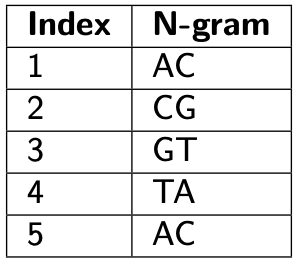 Index N-gram
1 AC
2 CG
3 GT
4 TA
5 AC